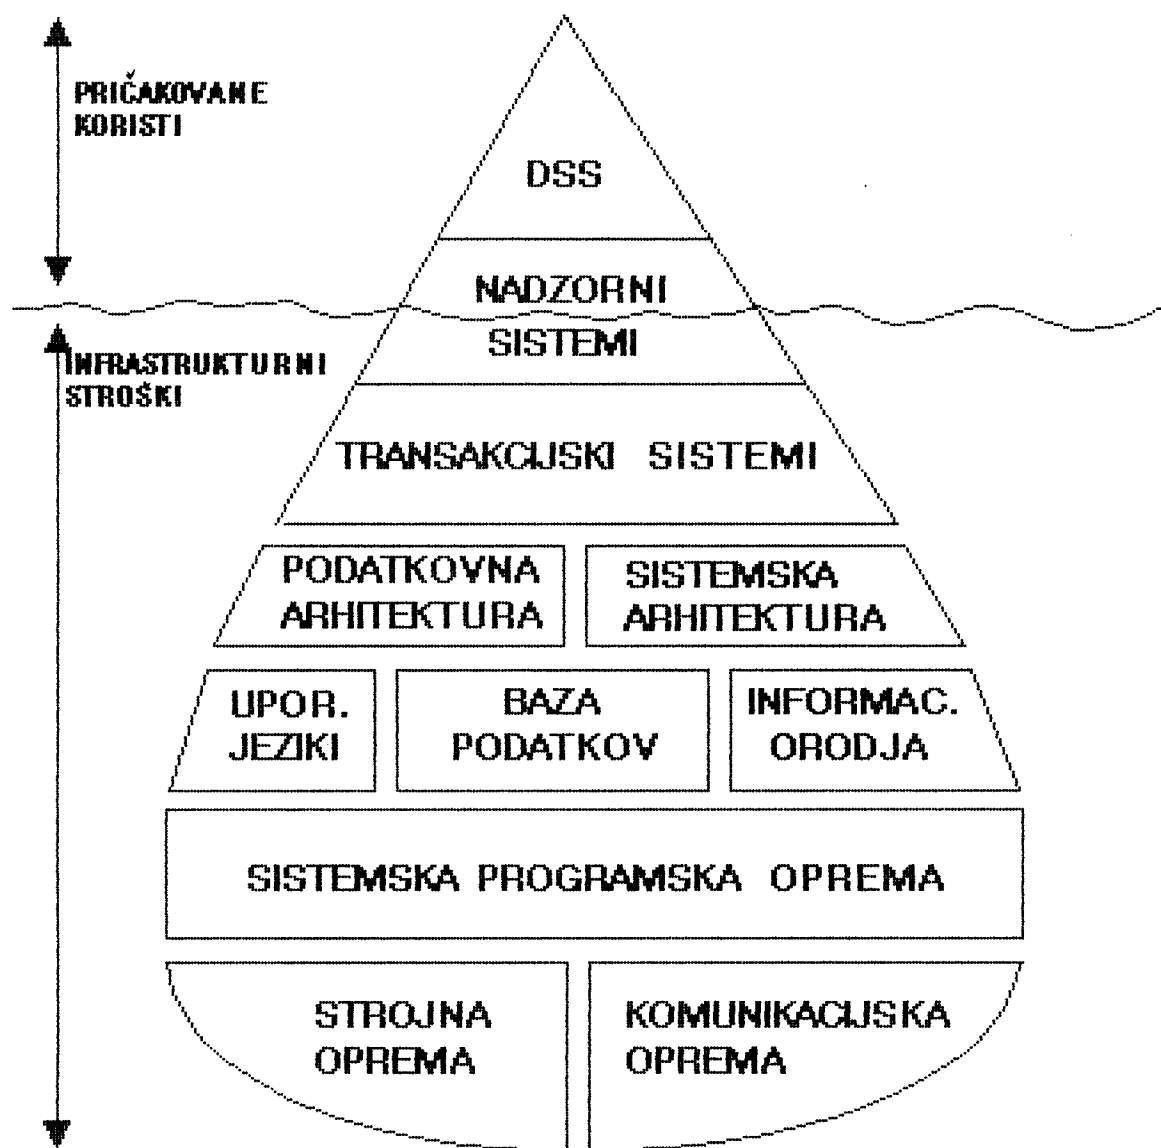 PRIČAKOVANE
KORISTI
DSS
NADZORNI
SISTEMI
INFRASTRUKTURNI
STROŠKI
TRANSAKCIJSKI SISTEMI
PODATKOVNA
ARHITEKTURA
SISTEMSKA
ARHITEKTURA
UPOR.
JEZIKI
BAZA
PODATKOV
INFORMAC.
ORODJA
SISTEMSKA PROGRAMSKA OPREMA
STROJNA
OPREMA
KOMUNIKACIJSKA
OPREMA